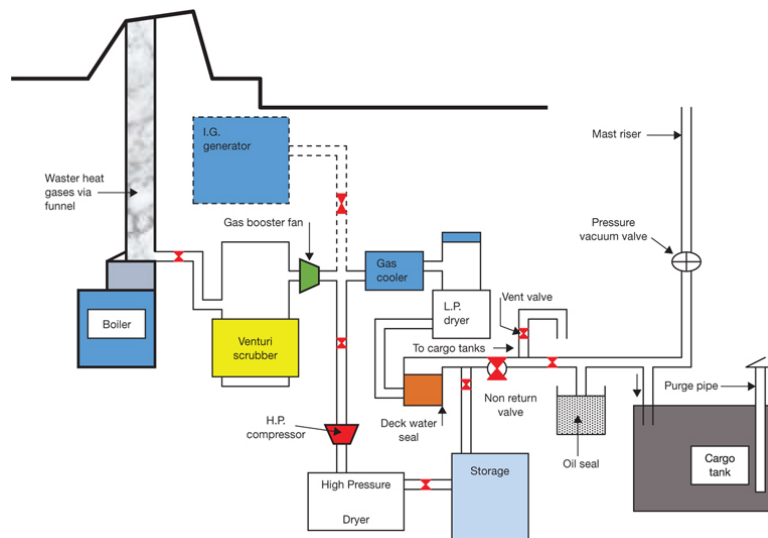 I.G.
generator
Mast riser
Waster heat
gases via
funnel
Gas booster fan
Pressure
vacuum valve
Gas
cooler
Vent valve
L.P.
dryer
Boiler
Venturi
scrubber
To cargo tanks
Purge pipe
Non return
valve
H.P.
compressor
Deck water
seal
Oil seal
Cargo
tank
High Pressure
Dryer
Storage